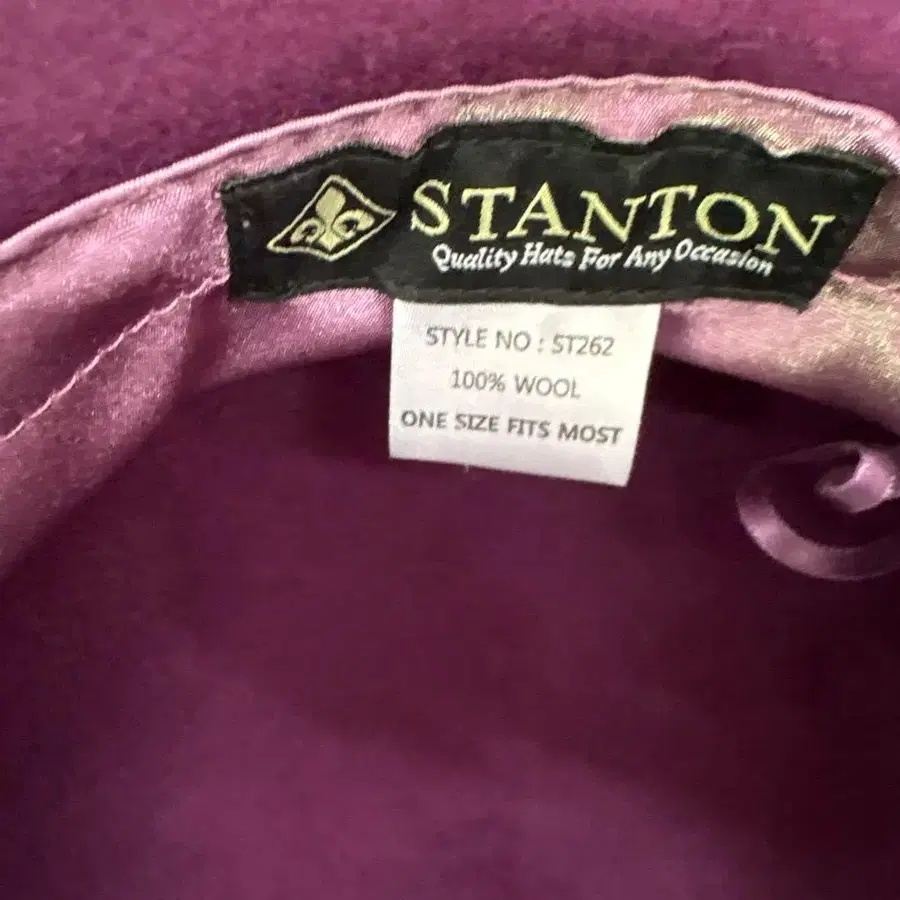 STANTON
Quality Hats For Any Occasion
STYLE NO : ST262
100% WOOL
ONE SIZE FITS MOST